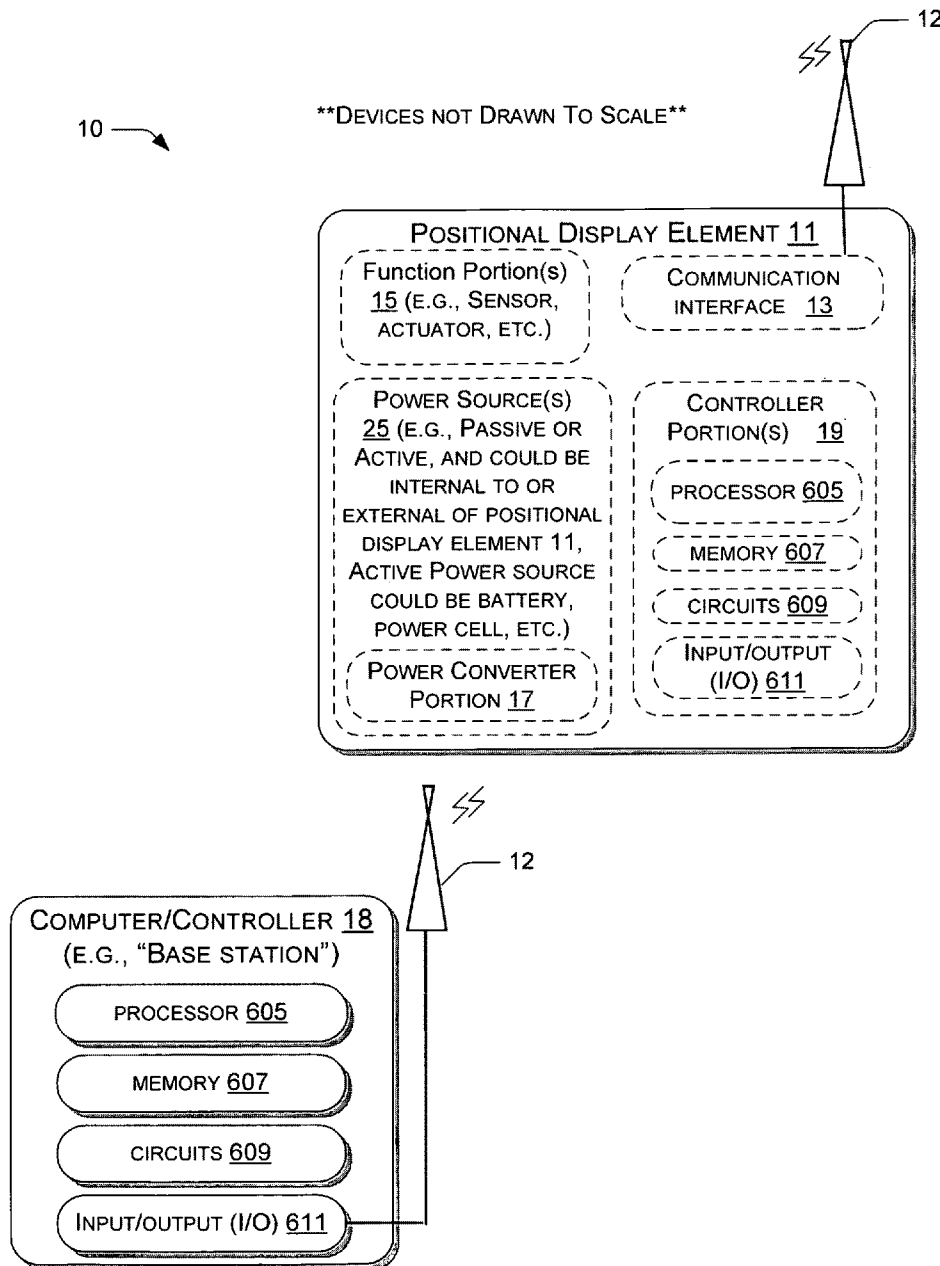 12
**DEVICES NOT DRAWN TO SCALE**
10
POSITIONAL DISPLAY ELEMENT 11
Function Portion(s)
15 (E.G., SENSOR,
ACTUATOR, ETC.)
COMMUNICATION
INTERFACE 13
POWER SOURCE(S)
25 (E.G., PASSIVE OR
ACTIVE, AND COULD BE
INTERNAL TO OR
EXTERNAL OF POSITIONAL
DISPLAY ELEMENT 11,
ACTIVE POWER SOURCE
COULD BE BATTERY,
POWER CELL, ETC.)
POWER CONVERTER
PORTION 17
CONTROLLER
PORTION(S) 19
PROCESSOR 605
MEMORY 607
CIRCUITS 609
INPUT/OUTPUT
(I/O) 611
12
COMPUTER/CONTROLLER 18
(E.G., “BASE STATION”)
PROCESSOR 605
MEMORY 607
CIRCUITS 609
INPUT/OUTPUT (I/O) 611